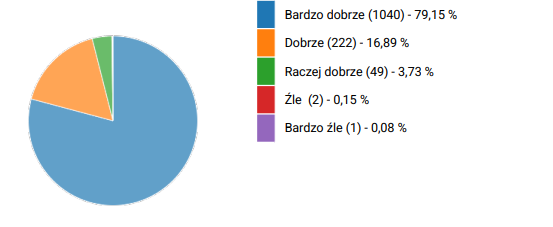 Bardzo dobrze (1040) - 79,15 %
Dobrze (222) - 16,89 %
Raczej dobrze (49) - 3,73 %
Źle (2) - 0,15 %
Bardzo źle (1) - 0,08 %